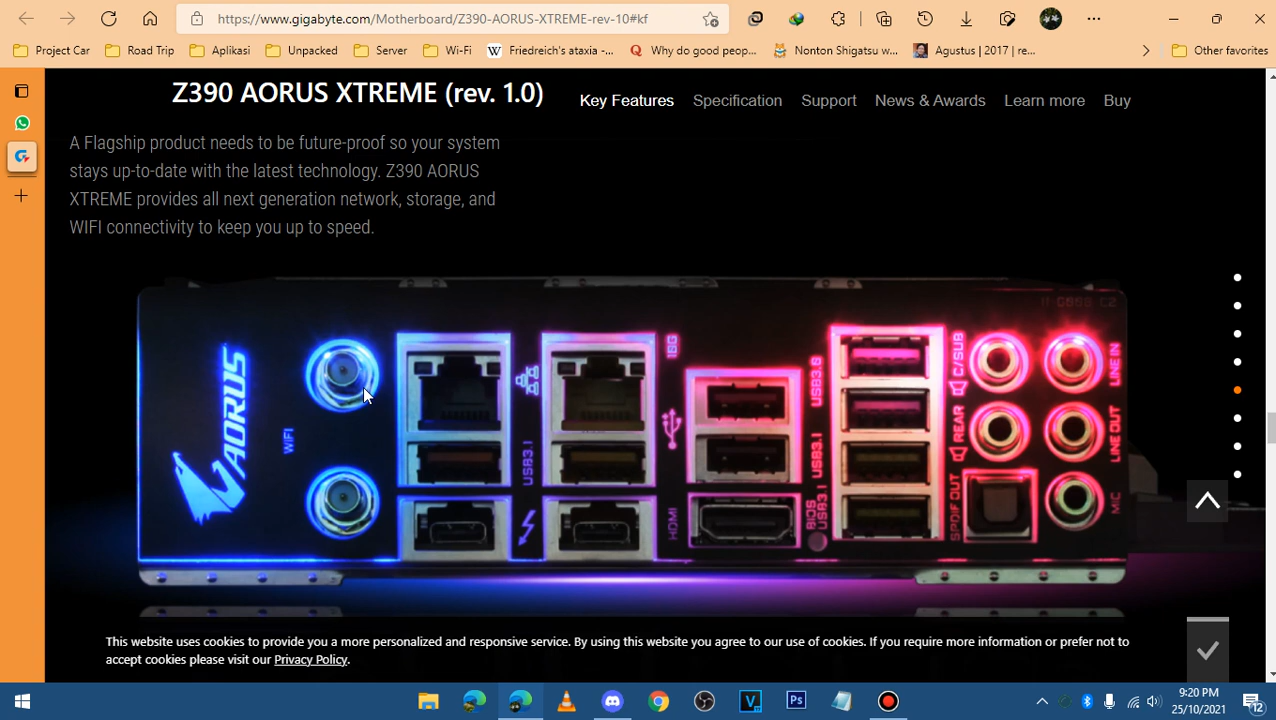 https://www.gigabyte.com/Motherboard/Z390-AORUS-XTREME-rev-10#kf
Project Car
Road Trip
Aplikasi
Unpacked
Server
Wi-Fi
W
Friedreich's ataxia -...
Q
Why do good peop...
Nonton Shigatsu w...
Agustus | 2017 | re...
Other favorites
Z390 AORUS XTREME (rev. 1.0)
Key Features
Specification
Support
News & Awards
Learn more
Buy
A Flagship product needs to be future-proof so your system
stays up-to-date with the latest technology. Z390 AORUS
XTREME provides all next generation network, storage, and
WIFI connectivity to keep you up to speed.
AORUS
WiFi
USB3.1
10G
HDMI
USB3.0
USB3.1
BIOS
USB3.1
C/SUB
REAR
SPDIF OUT
LINE IN
LINE OUT
MIC
This website uses cookies to provide you a more personalized and responsive service. By using this website you agree to our use of cookies. If you require more information or prefer not to
accept cookies please visit our Privacy Policy.
V
Ps
9:20 PM
25/10/2021
12